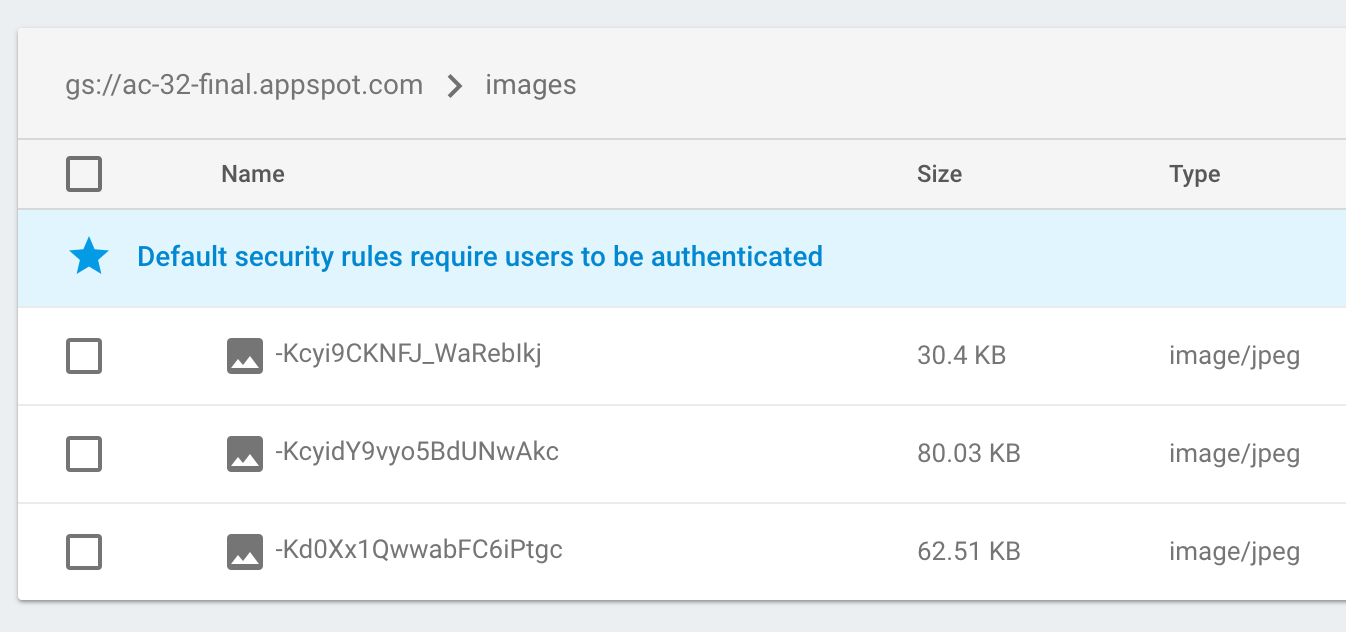 gs://ac-32-final.appspot.com > images
Name Size Type
Default security rules require users to be authenticated
-Kcyi9CKNFJ_WaRebIkj 30.4 KB image/jpeg
-KcyidY9vyo5BdUNwAkc 80.03 KB image/jpeg
-Kd0Xx1QwwabFC6iPtgc 62.51 KB image/jpeg